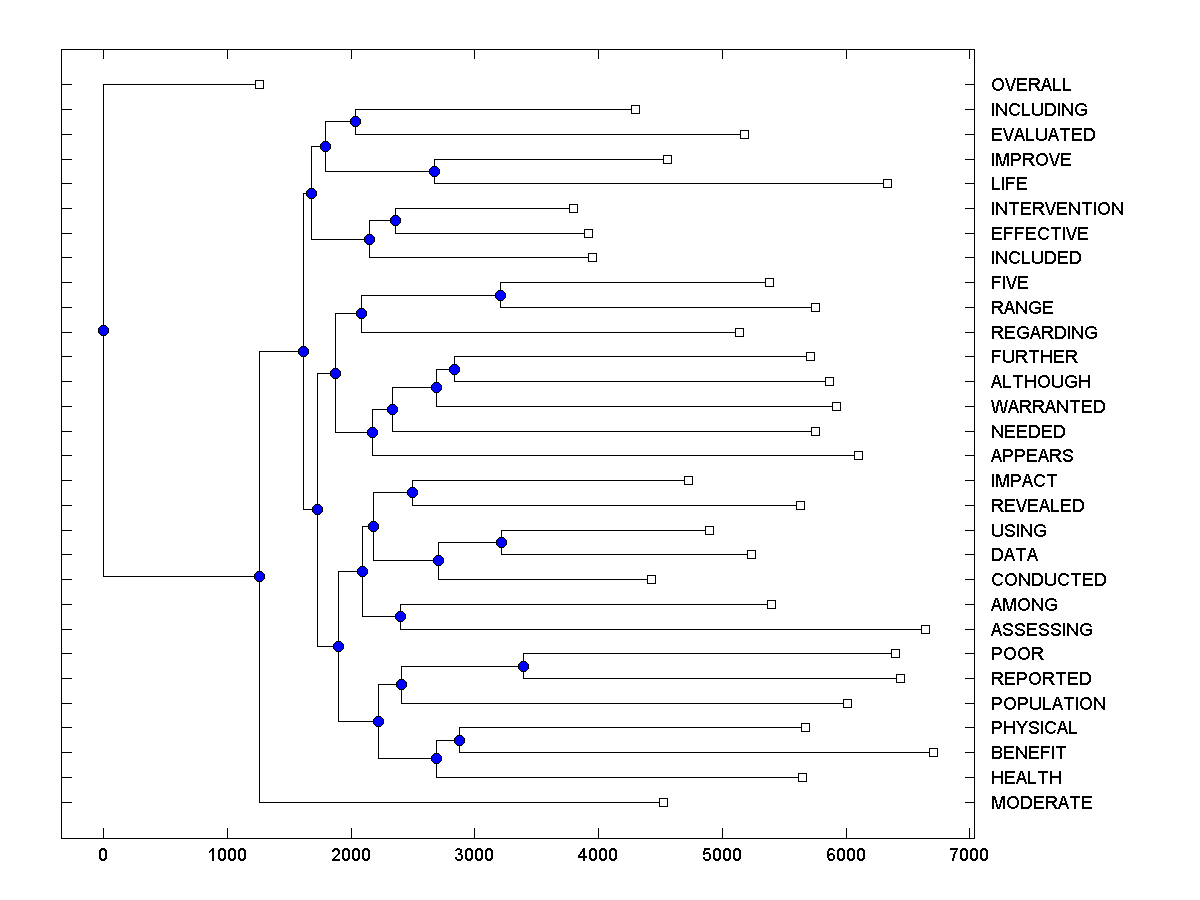 OVERALL
INCLUDING
EVALUATED
IMPROVE
LIFE
INTERVENTION
EFFECTIVE
INCLUDED
FIVE
RANGE
REGARDING
FURTHER
ALTHOUGH
WARRANTED
NEEDED
APPEARS
IMPACT
REVEALED
USING
DATA
CONDUCTED
AMONG
ASSESSING
POOR
REPORTED
POPULATION
PHYSICAL
BENEFIT
HEALTH
MODERATE
0 1000 2000 3000 4000 5000 6000 7000